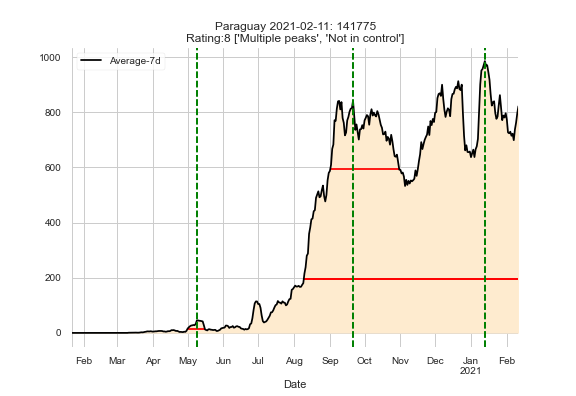 Paraguay 2021-02-11: 141775
Rating:8 ['Multiple peaks', 'Not in control']
Average-7d
1000
800
600
400
200
0
Feb Mar Apr May Jun Jul Aug Sep Oct Nov Dec Jan Feb
2021
Date